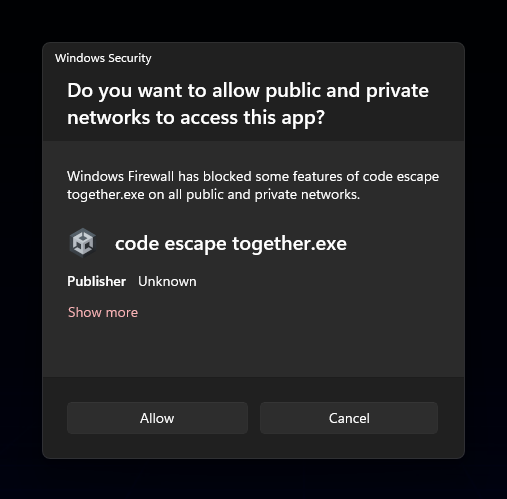 Windows Security
Do you want to allow public and private
networks to access this app?
Windows Firewall has blocked some features of code escape
together.exe on all public and private networks.
code escape together.exe
Publisher Unknown
Show more
Allow Cancel